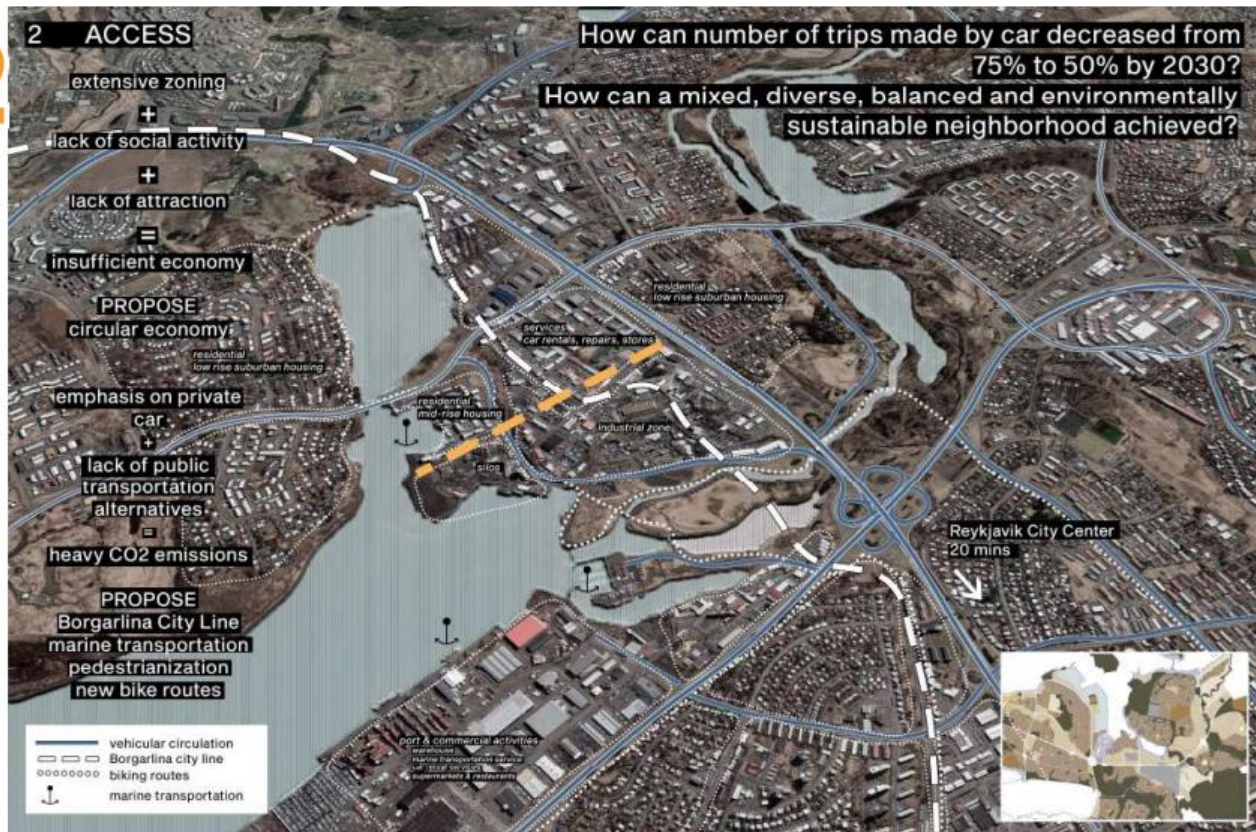 2 ACCESS
How can number of trips made by car decreased from
75% to 50% by 2030?
How can a mixed, diverse, balanced and environmentally
sustainable neighborhood achieved?
extensive zoning
+
lack of social activity
+
lack of attraction
=
insufficient economy
PROPOSE
circular economy
residential
low rise suburban housing
emphasis on private
car
+
lack of public
transportation
alternatives
=
heavy CO2 emissions
PROPOSE
Borgarlina City Line
marine transportation
pedestrianization
new bike routes
residential
low rise suburban housing
services
car rentals, repairs, stores
residential
mid-rise housing
industrial zone
silos
Reykjavik City Center
20 mins
port & commercial activities
warehouse
marine transportation service
supermarkets & restaurants
vehicular circulation
Borgarlina city line
biking routes
marine transportation